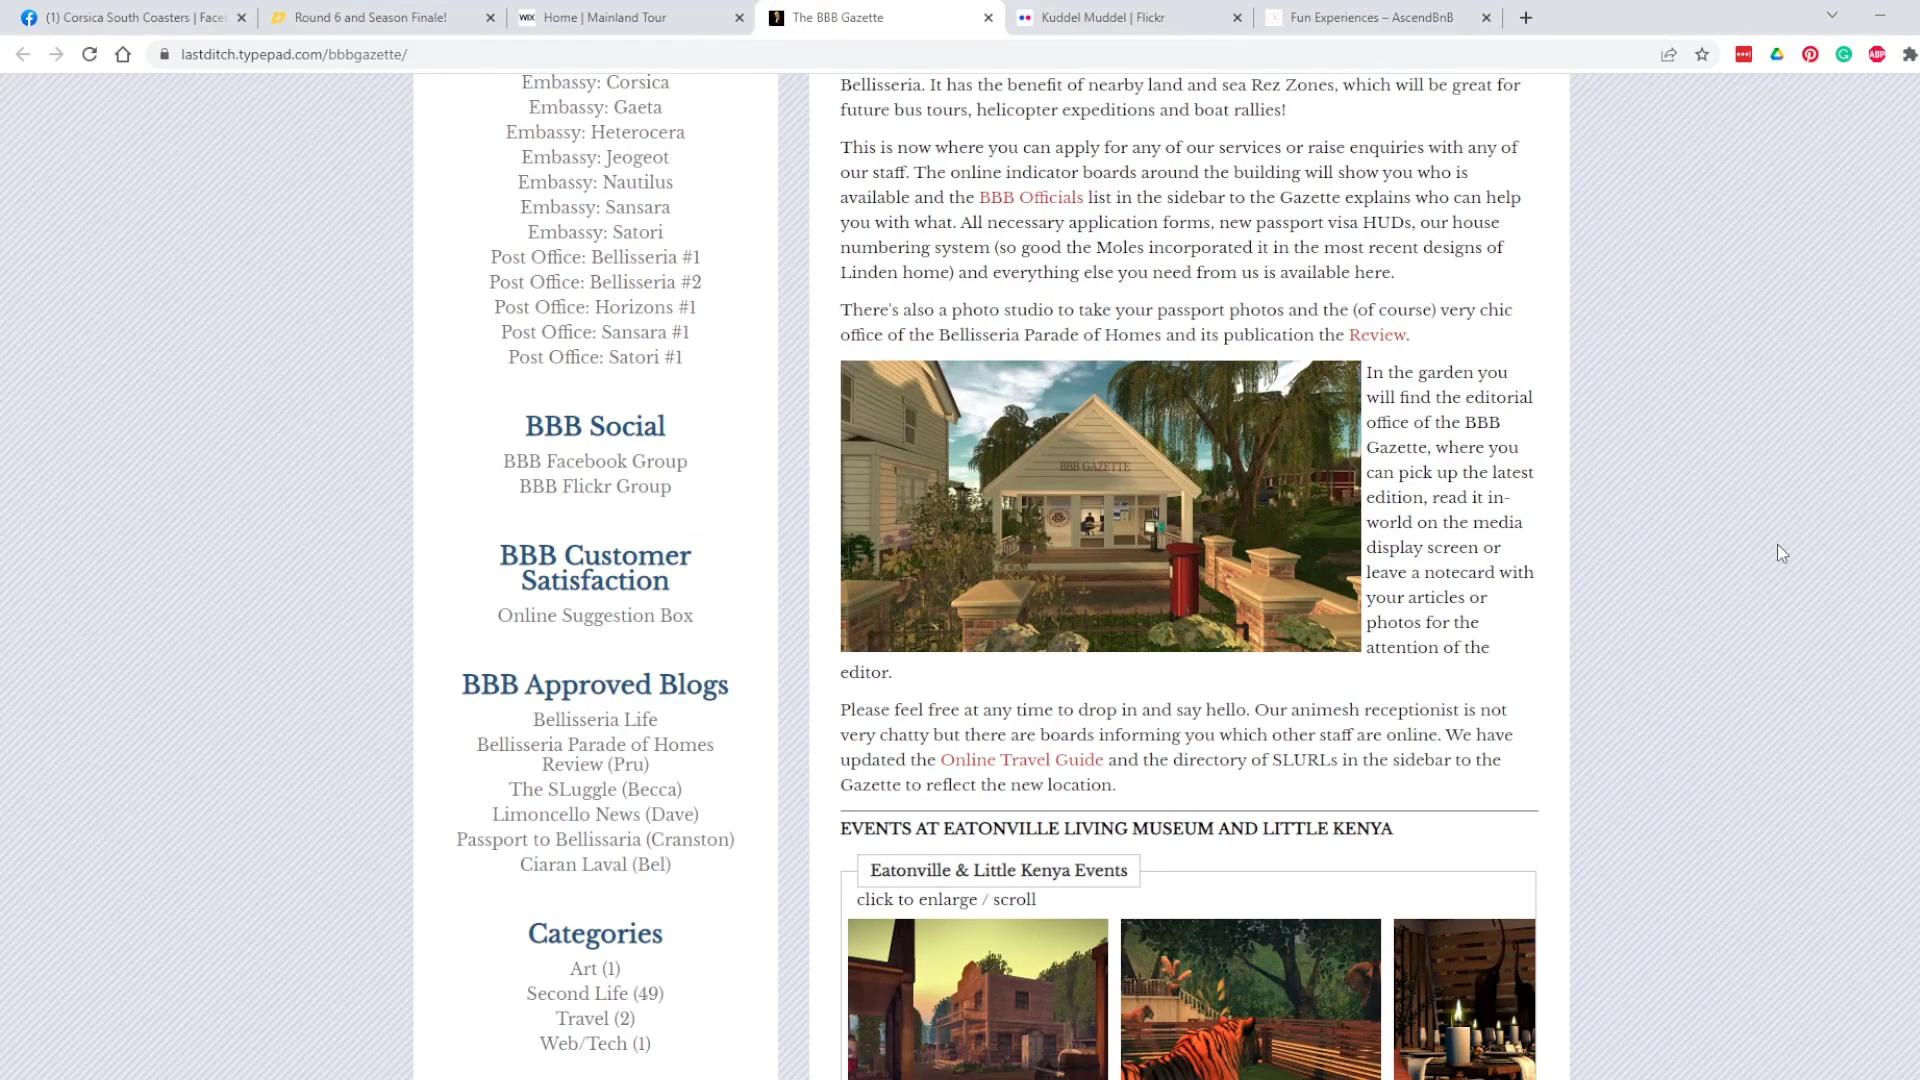 (1) Corsica South Coasters | Face
Round 6 and Season Finale!
WIX Home | Mainland Tour
The BBB Gazette
Kuddel Muddel | Flickr
Fun Experiences – AscendBnB
lastditch.typepad.com/bbbgazette/
ABP
Embassy: Corsica
Embassy: Gaeta
Embassy: Heterocera
Embassy: Jeogeot
Embassy: Nautilus
Embassy: Sansara
Embassy: Satori
Post Office: Bellisseria #1
Post Office: Bellisseria #2
Post Office: Horizons #1
Post Office: Sansara #1
Post Office: Satori #1
BBB Social
BBB Facebook Group
BBB Flickr Group
BBB Customer
Satisfaction
Online Suggestion Box
BBB Approved Blogs
Bellisseria Life
Bellisseria Parade of Homes
Review (Pru)
The SLuggle (Becca)
Limoncello News (Dave)
Passport to Bellissaria (Cranston)
Ciaran Laval (Bel)
Categories
Art (1)
Second Life (49)
Travel (2)
Web/Tech (1)
Bellisseria. It has the benefit of nearby land and sea Rez Zones, which will be great for
future bus tours, helicopter expeditions and boat rallies!
This is now where you can apply for any of our services or raise enquiries with any of
our staff. The online indicator boards around the building will show you who is
available and the BBB Officials list in the sidebar to the Gazette explains who can help
you with what. All necessary application forms, new passport visa HUDs, our house
numbering system (so good the Moles incorporated it in the most recent designs of
Linden home) and everything else you need from us is available here.
There's also a photo studio to take your passport photos and the (of course) very chic
office of the Bellisseria Parade of Homes and its publication the Review.
BBB GAZETTE
In the garden you
will find the editorial
office of the BBB
Gazette, where you
can pick up the latest
edition, read it in-
world on the media
display screen or
leave a notecard with
your articles or
photos for the
attention of the
editor.
Please feel free at any time to drop in and say hello. Our animesh receptionist is not
very chatty but there are boards informing you which other staff are online. We have
updated the Online Travel Guide and the directory of SLURLs in the sidebar to the
Gazette to reflect the new location.
EVENTS AT EATONVILLE LIVING MUSEUM AND LITTLE KENYA
Eatonville & Little Kenya Events
click to enlarge / scroll